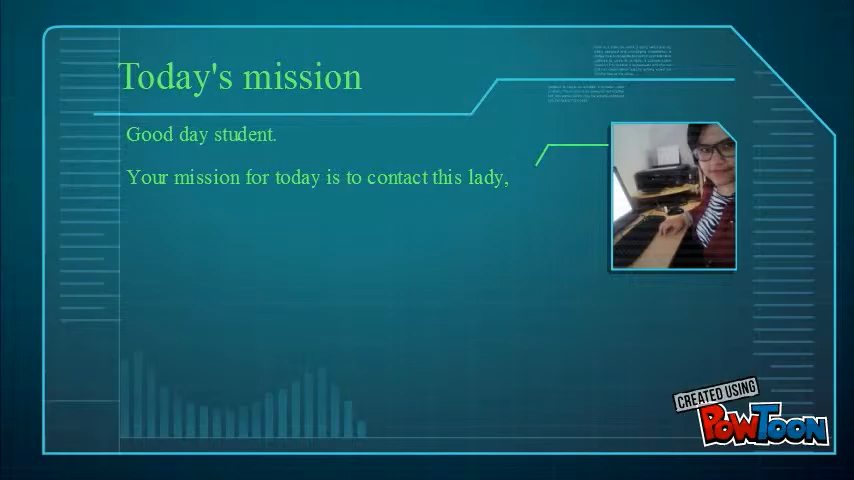 Today's mission
Good day student.
Your mission for today is to contact this lady,
CREATED USING
POWTOON